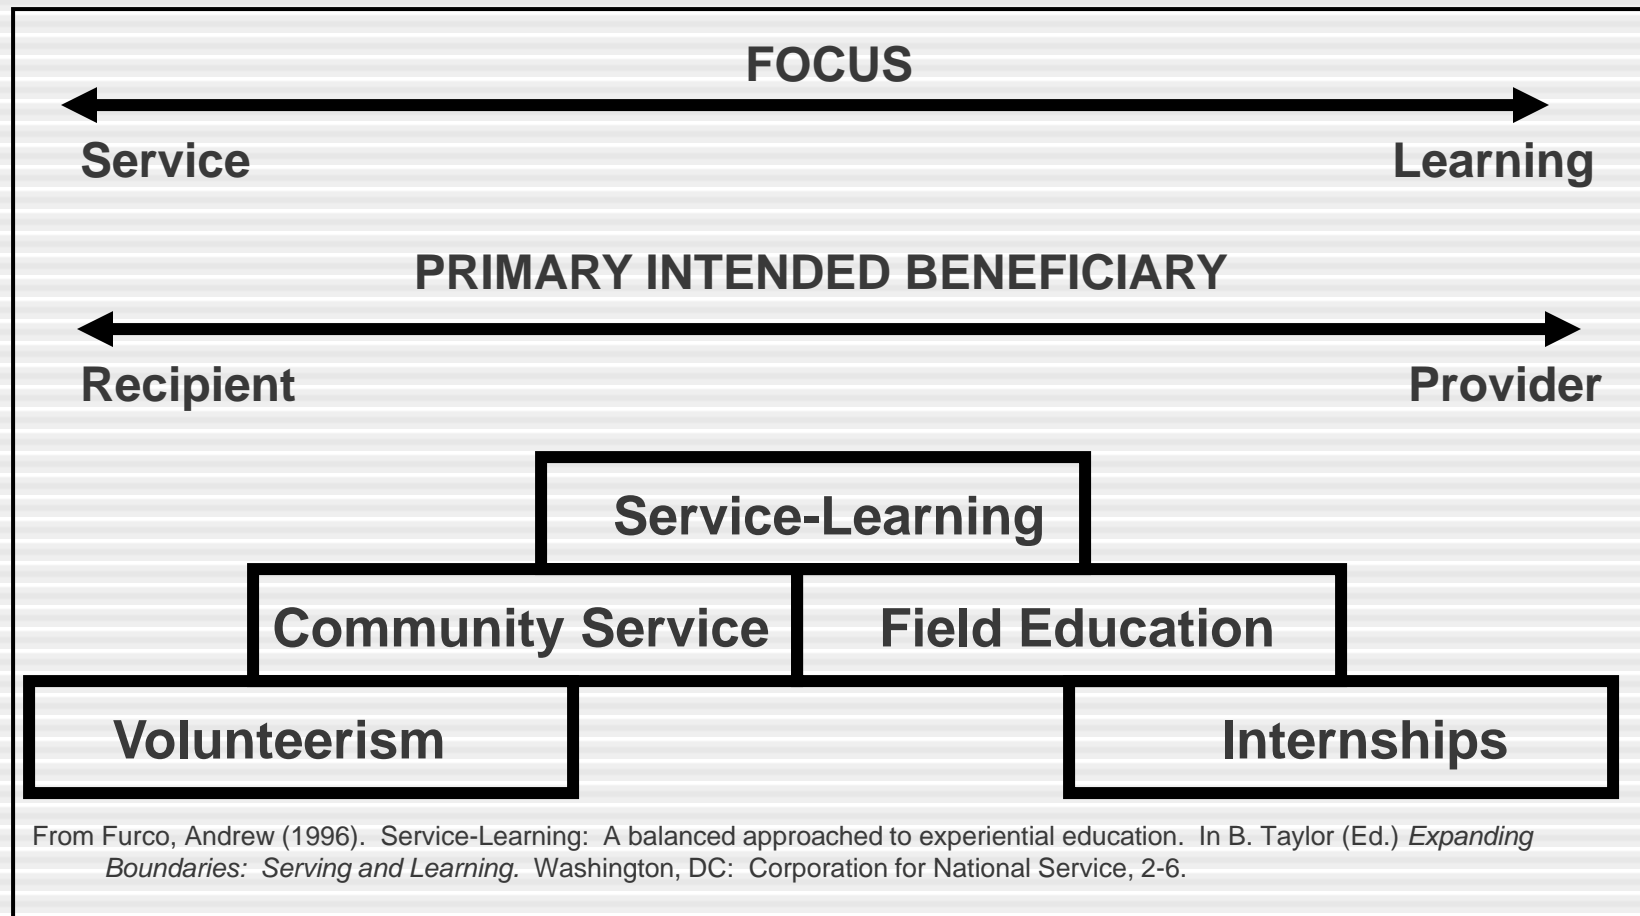 FOCUS
Service Learning
PRIMARY INTENDED BENEFICIARY
Recipient Provider
Service-Learning
Community Service Field Education
Volunteerism Internships
From Furco, Andrew (1996). Service-Learning: A balanced approached to experiential education. In B. Taylor (Ed.) Expanding
Boundaries: Serving and Learning. Washington, DC: Corporation for National Service, 2-6.